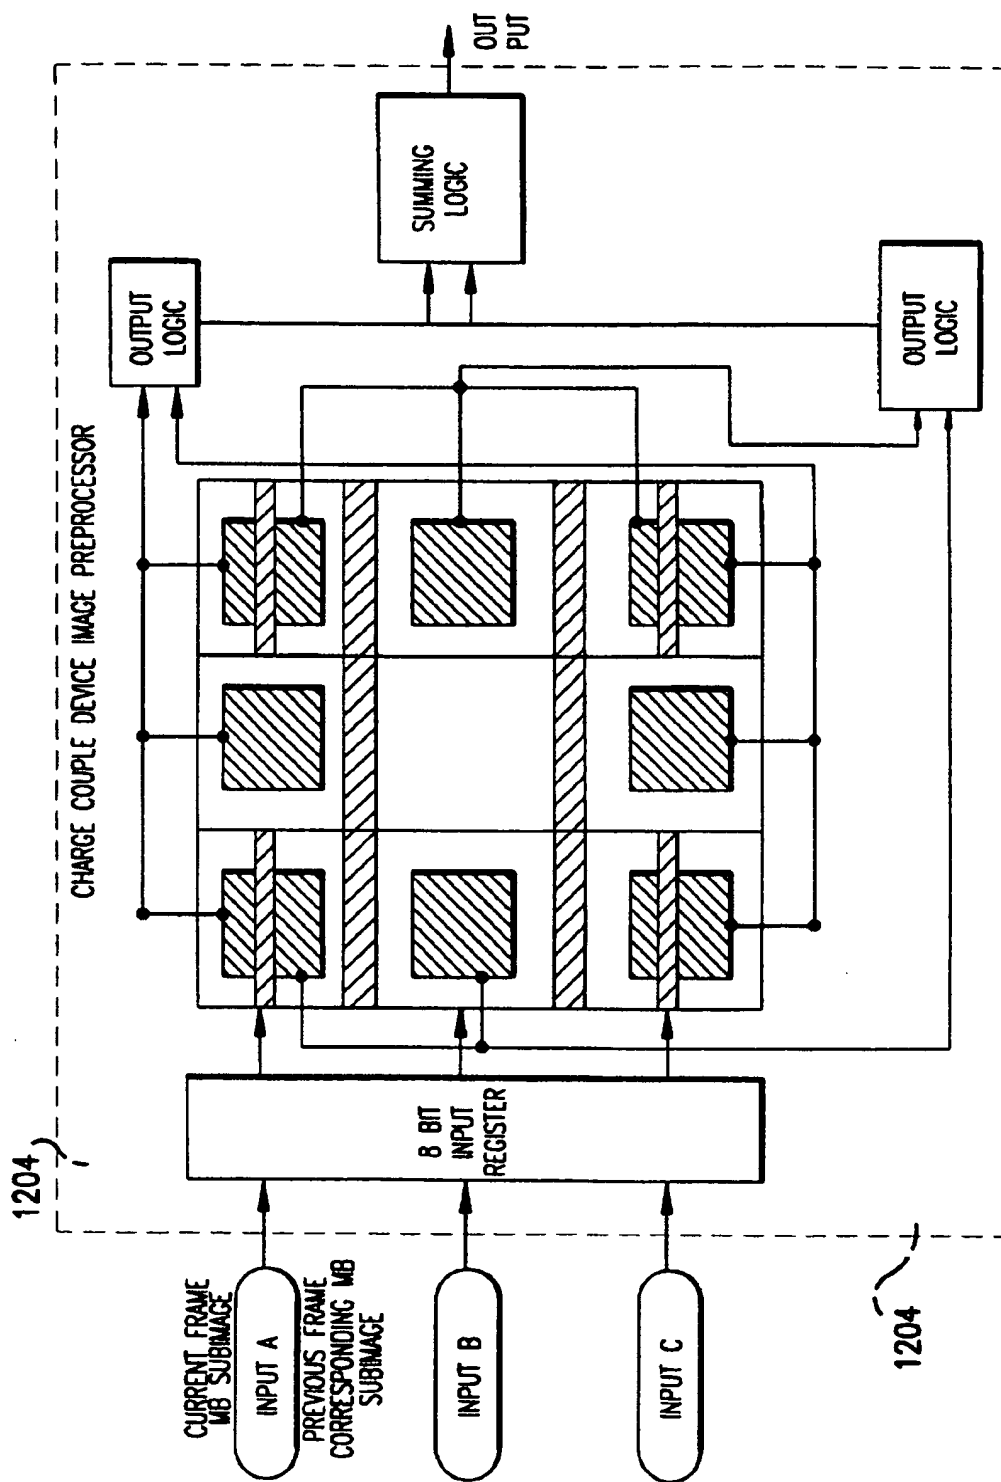 CHARGE COUPLE DEVICE IMAGE PREPROCESSOR
1204
CURRENT FRAME
MB SUBIMAGE
INPUT A
PREVIOUS FRAME
CORRESPONDING MB
SUBIMAGE
INPUT B
INPUT C
8 BIT
INPUT
REGISTER
OUTPUT
LOGIC
SUMMING
LOGIC
OUTPUT
LOGIC
OUT
PUT
1204